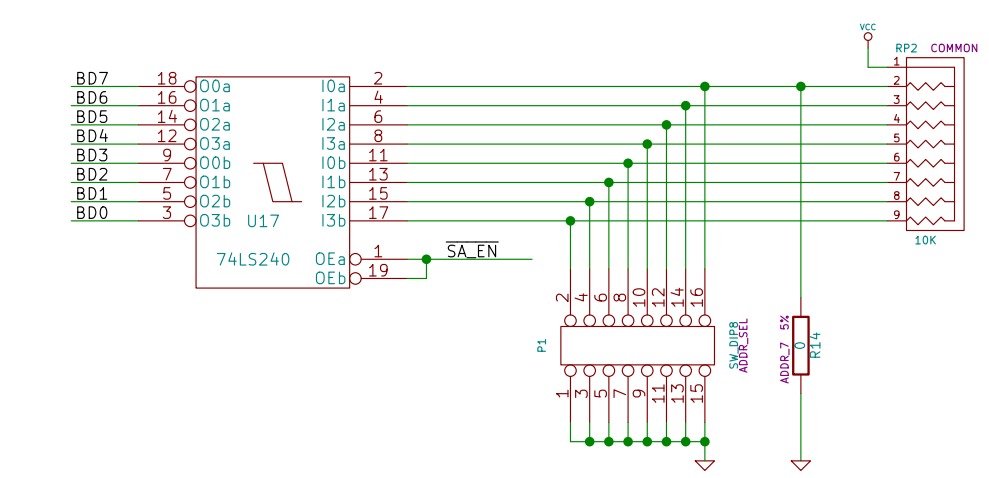 VCC
RP2 COMMON
1
BD7 18 O0a I0a 2 2
BD6 16 O1a I1a 4 3
BD5 14 O2a I2a 6 4
BD4 12 O3a I3a 8 5
BD3 9 O0b I0b 11 6
BD2 7 O1b I1b 13 7
BD1 5 O2b I2b 15 8
BD0 3 O3b I3b 17 9
U17
10K
74LS240 OEa 1 SA_EN
OEb 19
2 4 6 8 10 12 14 16
P1
SW_DIP8
ADDR_SEL
ADDR_7 5%
0
R14
1 3 5 7 9 11 13 15